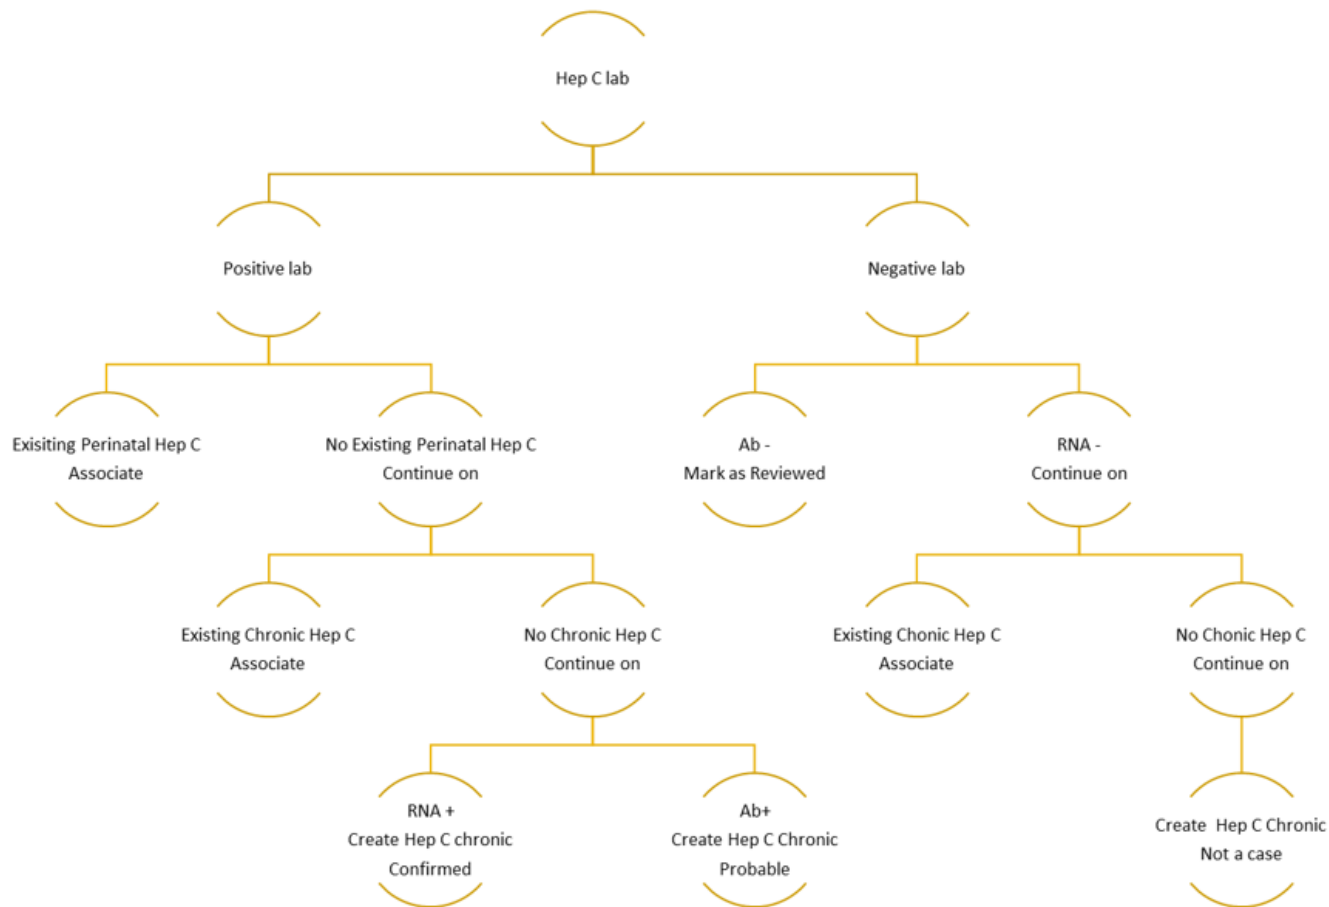 Hep C lab
Positive lab
Negative lab
Exisiting Perinatal Hep C
Associate
No Existing Perinatal Hep C
Continue on
Ab -
Mark as Reviewed
RNA -
Continue on
Existing Chronic Hep C
Associate
No Chronic Hep C
Continue on
Existing Chonic Hep C
Associate
No Chonic Hep C
Continue on
RNA +
Create Hep C chronic
Confirmed
Ab+
Create Hep C Chronic
Probable
Create Hep C Chronic
Not a case